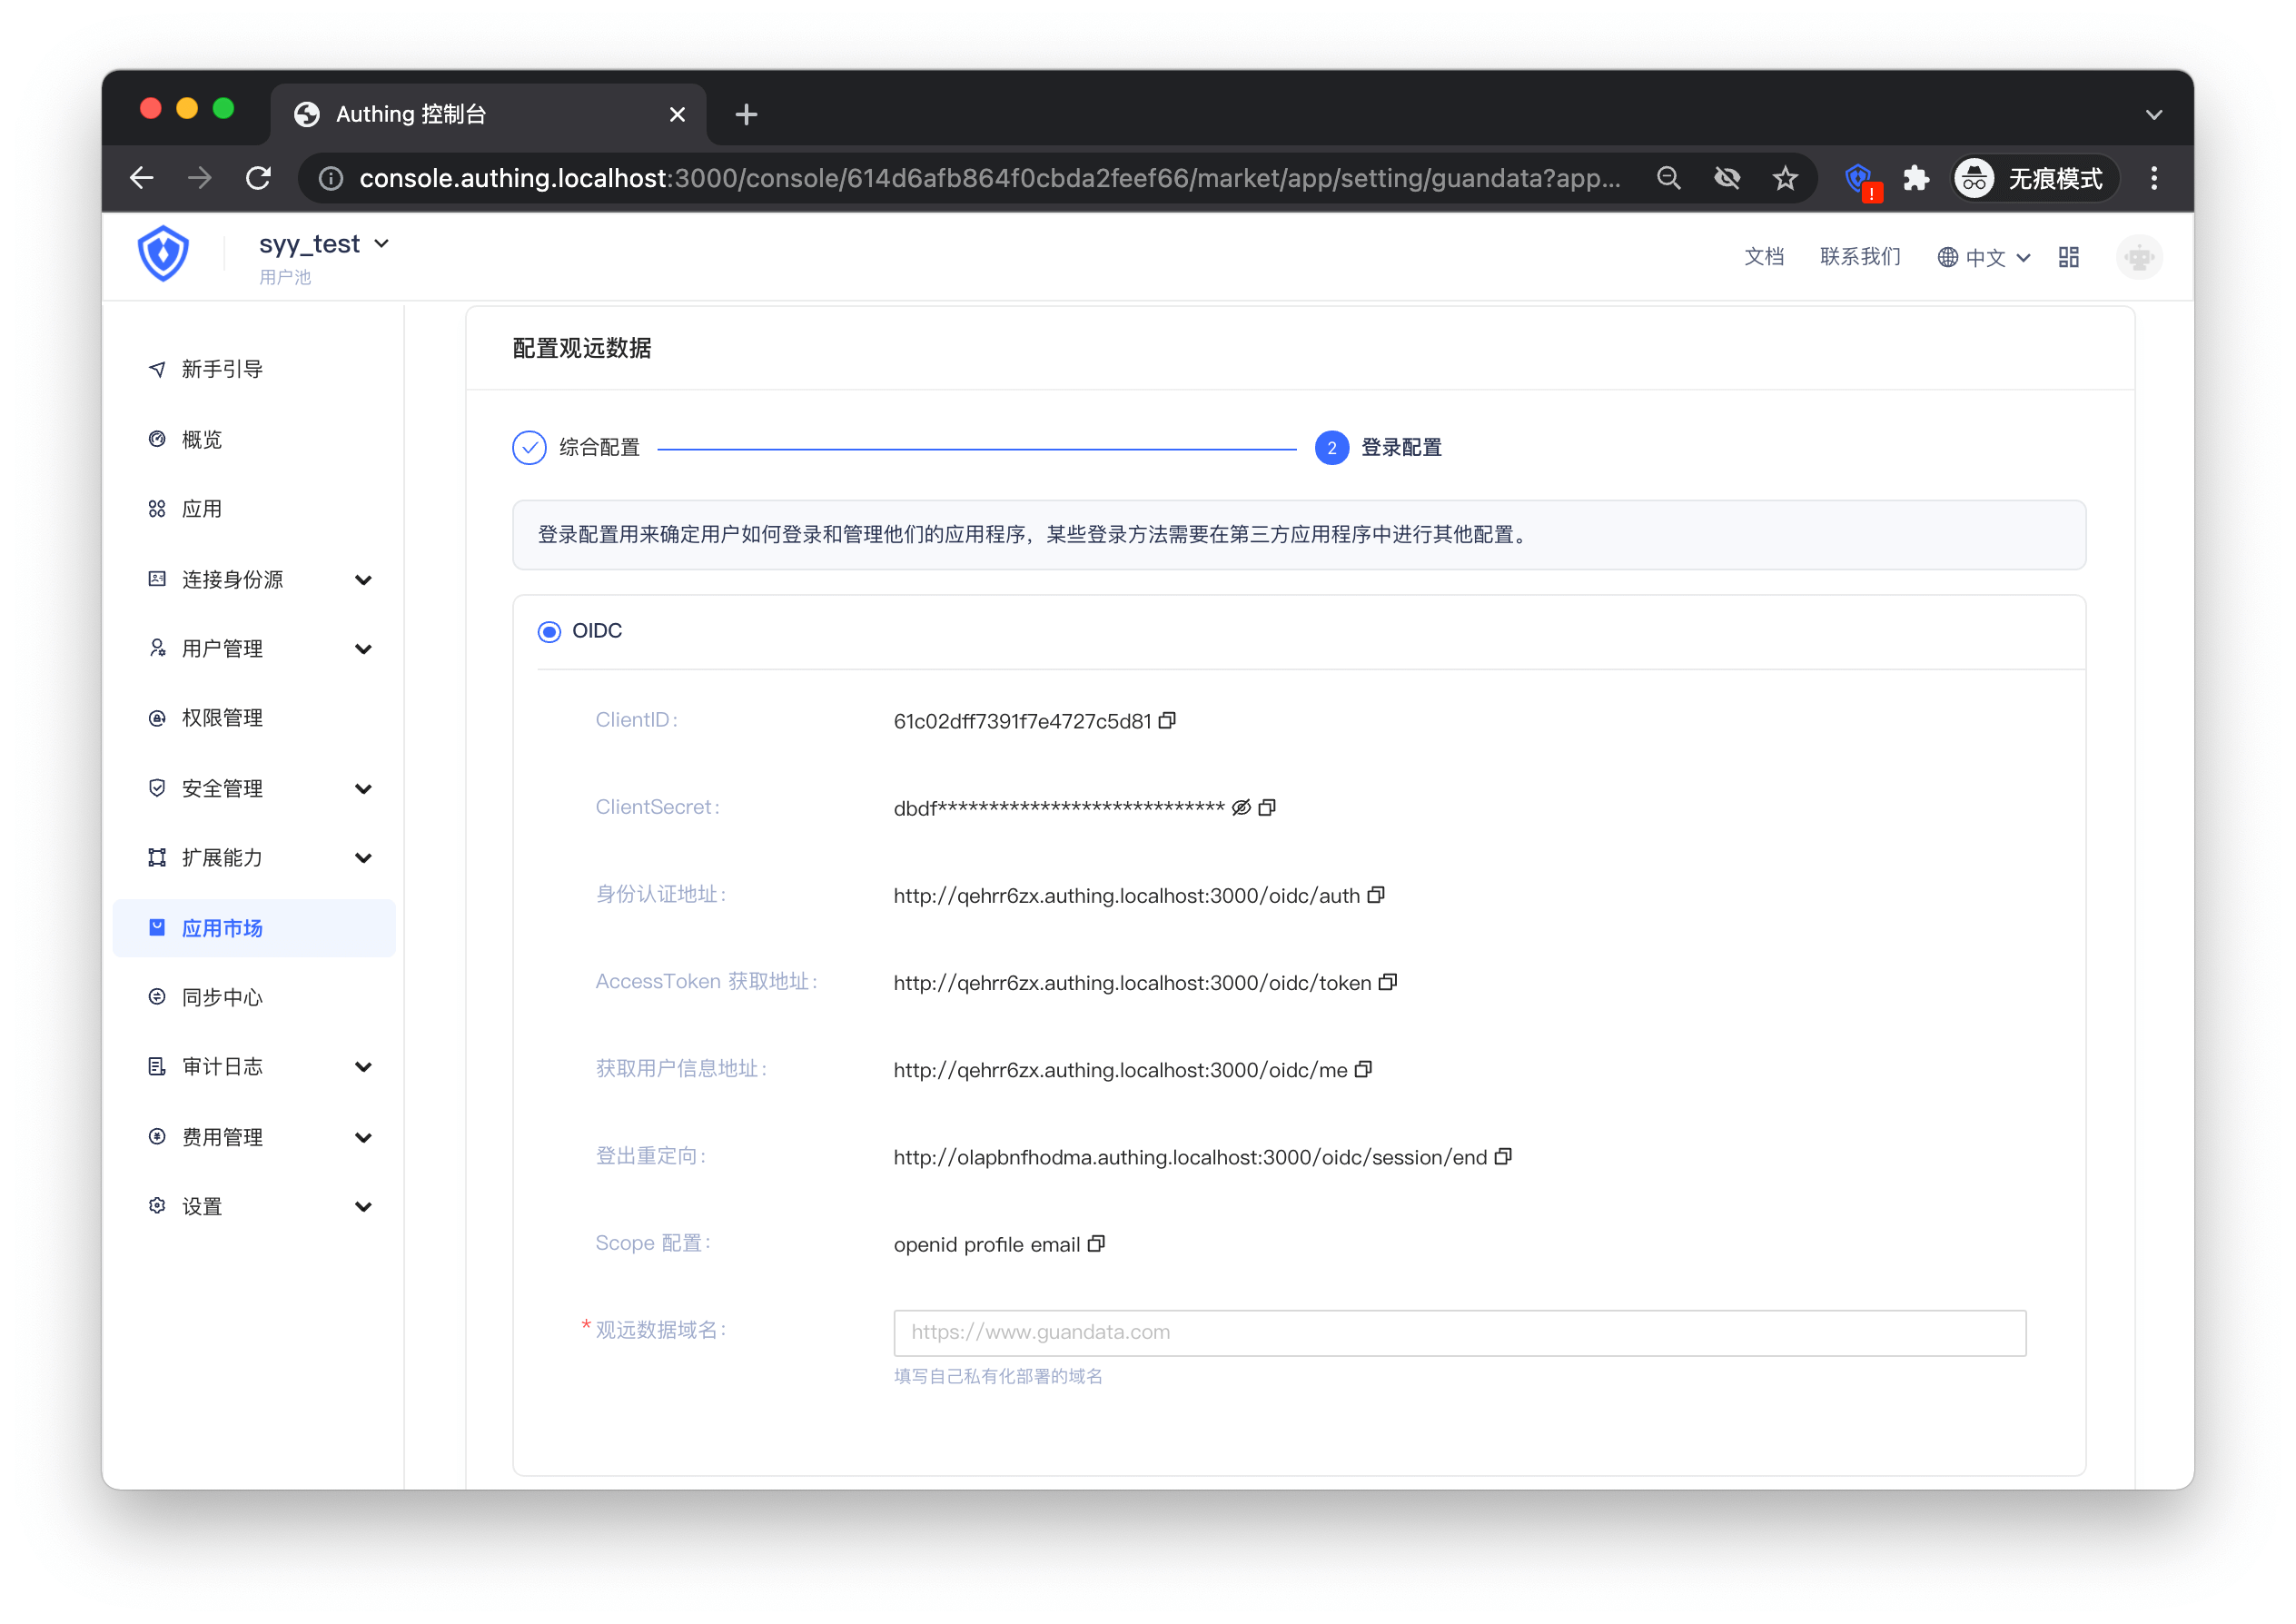 Authing 控制台
console.authing.localhost:3000/console/614d6afb864f0cbda2feef66/market/app/setting/guandata?app...
无痕模式
syy_test
用户池
文档
联系我们
中文
新手引导
概览
应用
连接身份源
用户管理
权限管理
安全管理
扩展能力
应用市场
同步中心
审计日志
费用管理
设置
配置观远数据
综合配置
2 登录配置
登录配置用来确定用户如何登录和管理他们的应用程序，某些登录方法需要在第三方应用程序中进行其他配置。
OIDC
ClientID: 61c02dff7391f7e4727c5d81
ClientSecret: dbdf****************************
身份认证地址: http://qehrr6zx.authing.localhost:3000/oidc/auth
AccessToken 获取地址: http://qehrr6zx.authing.localhost:3000/oidc/token
获取用户信息地址: http://qehrr6zx.authing.localhost:3000/oidc/me
登出重定向: http://olapbnfhodma.authing.localhost:3000/oidc/session/end
Scope 配置: openid profile email
* 观远数据域名: https://www.guandata.com
填写自己私有化部署的域名